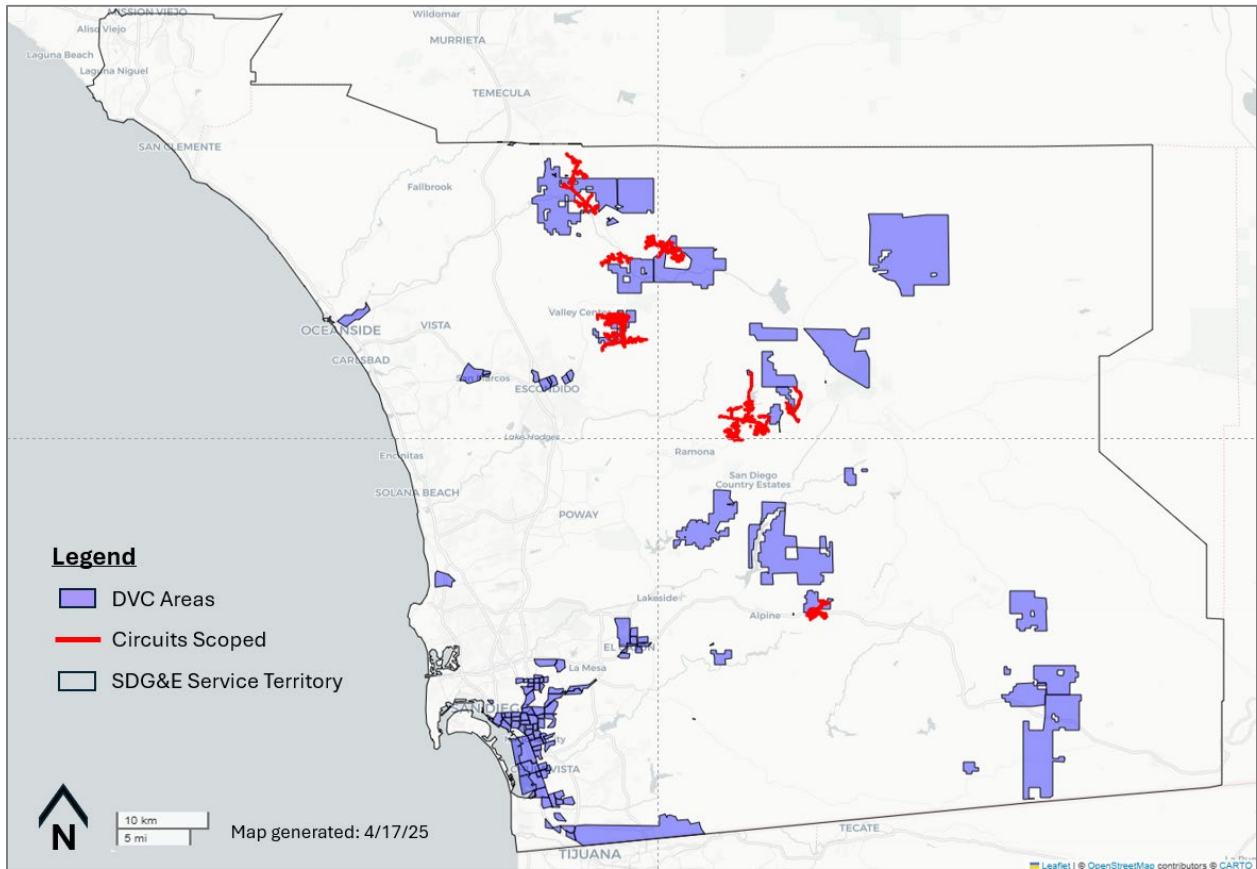 MISSION VIEJO
Wildomar
Aliso Viejo
MURRIETA
Laguna Beach
Laguna Niguel
TEMECULA
SAN CLEMENTE
Fallbrook
Valley Center
OCEANSIDE
VISTA
CARLSBAD
San Marcos
ESCONDIDO
Lake Hodges
Encinitas
Ramona
SOLANA BEACH
San Diego
Country Estates
POWAY
Legend
DVC Areas
Circuits Scoped
SDG&E Service Territory
Lakeside
Alpine
EL CAJON
La Mesa
SAN DIEGO
CHULA VISTA
N
10 km
5 mi
Map generated: 4/17/25
TECATE
TIJUANA
Leaflet | © OpenStreetMap contributors © CARTO